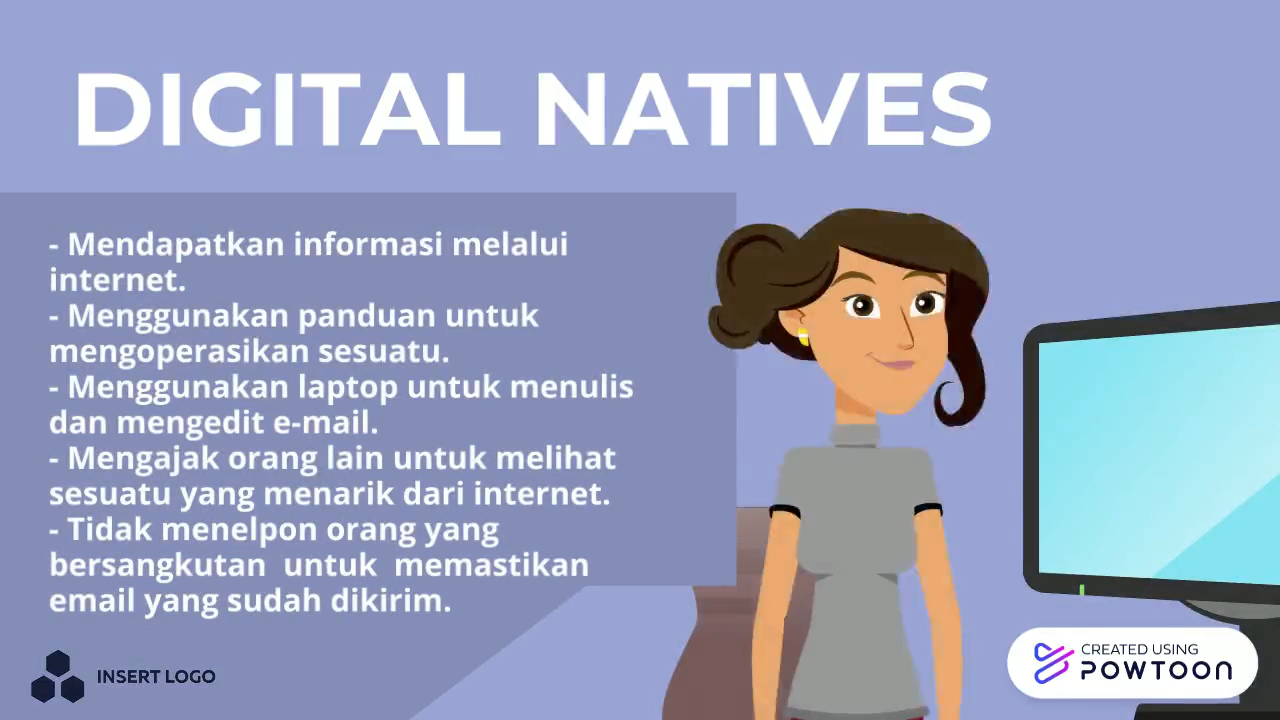 DIGITAL NATIVES
- Mendapatkan informasi melalui
internet.
- Menggunakan panduan untuk
mengoperasikan sesuatu.
- Menggunakan laptop untuk menulis
dan mengedit e-mail.
- Mengajak orang lain untuk melihat
sesuatu yang menarik dari internet.
- Tidak menelpon orang yang
bersangkutan untuk memastikan
email yang sudah dikirim.
INSERT LOGO
CREATED USING
POWTOON